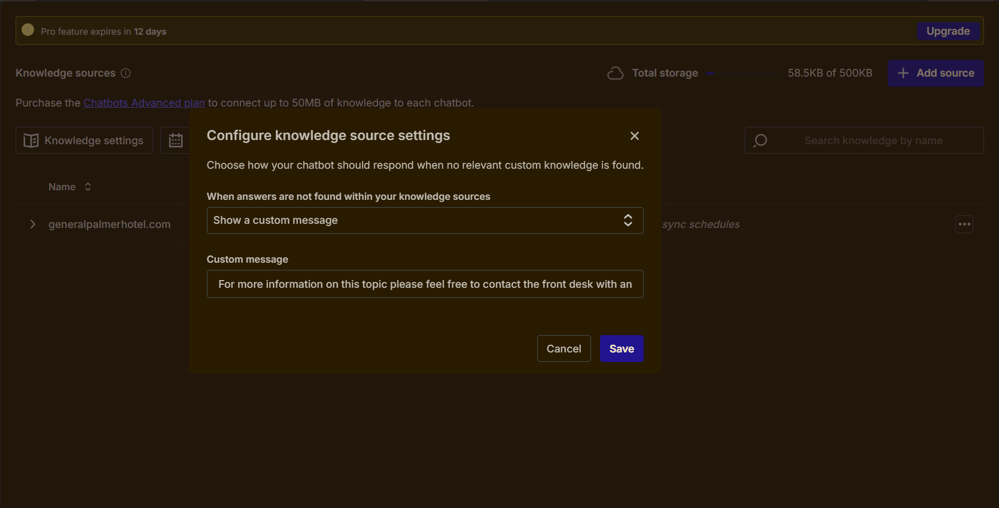 Pro feature expires in 12 days
Upgrade
Knowledge sources
Total storage
58.5KB of 500KB
Add source
Purchase the Chatbots Advanced plan to connect up to 50MB of knowledge to each chatbot.
Knowledge settings
Search knowledge by name
Configure knowledge source settings
Choose how your chatbot should respond when no relevant custom knowledge is found.
Name
When answers are not found within your knowledge sources
Show a custom message
generalpalmerhotel.com
sync schedules
Custom message
For more information on this topic please feel free to contact the front desk with an
Cancel
Save